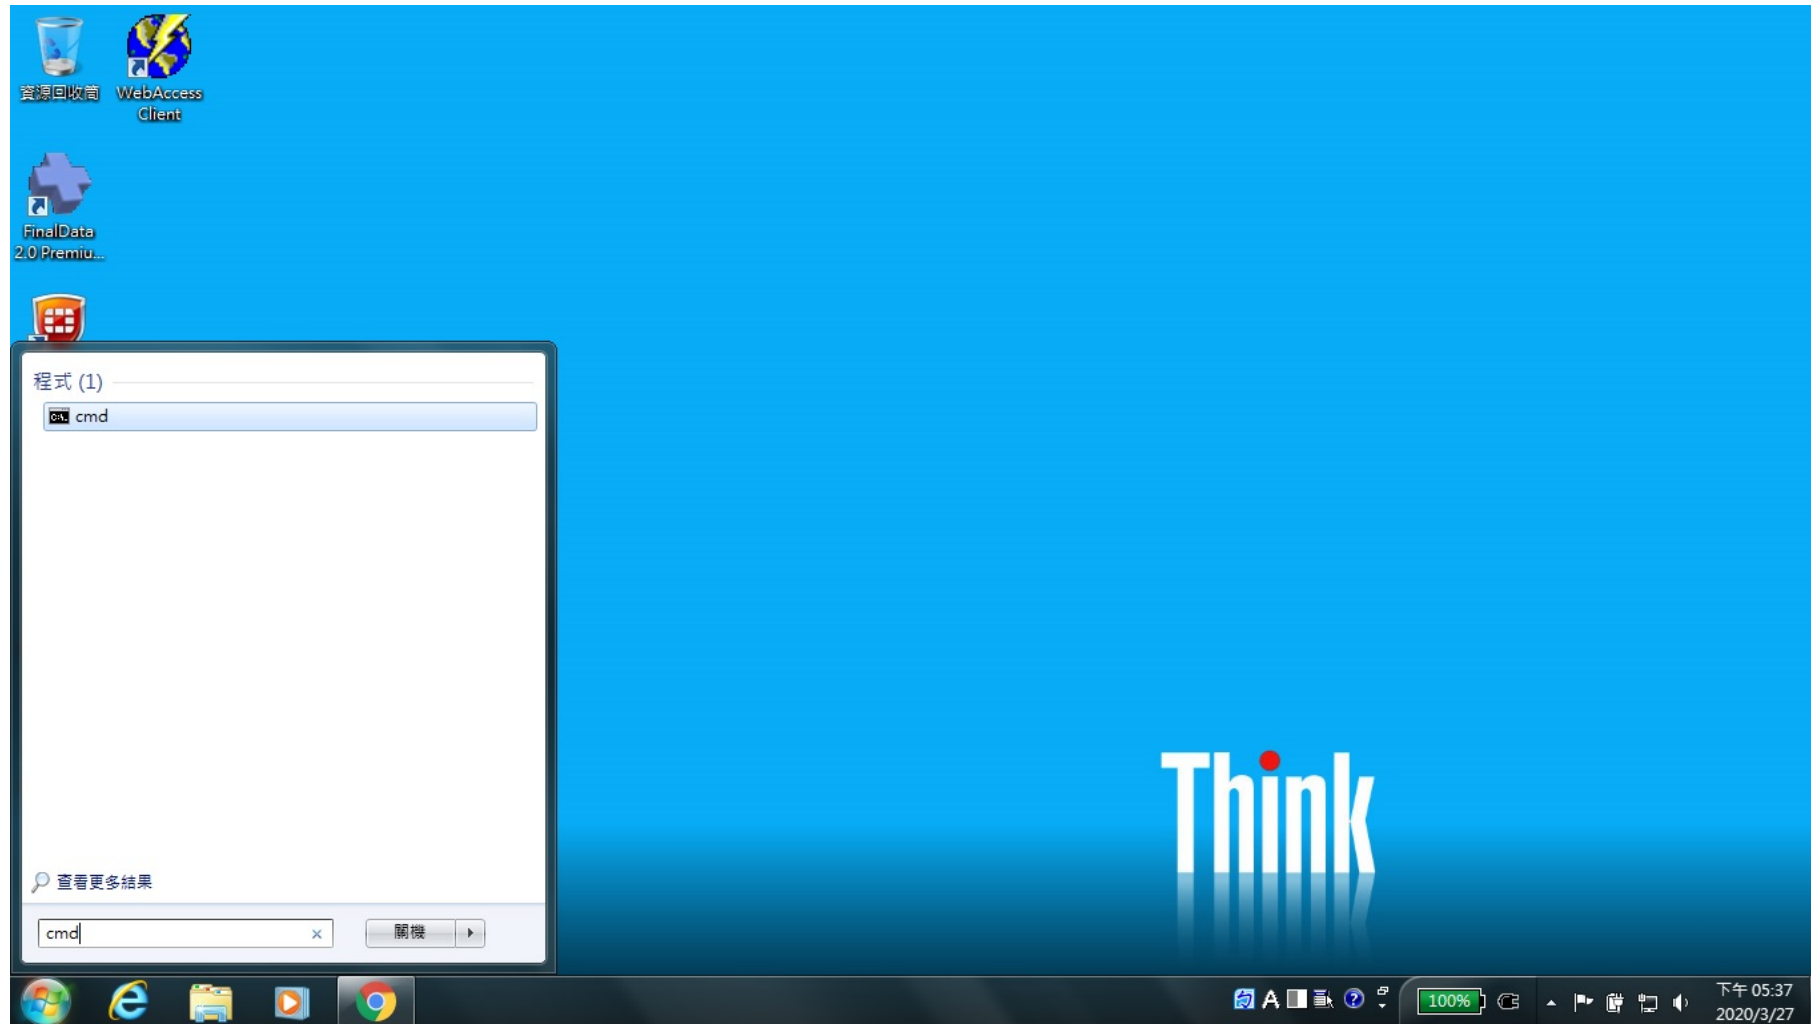 資源回收筒
WebAccess
Client
FinalData
2.0 Premiu...
程式 (1)
C:\.
cmd
查看更多結果
cmd
關機
Think
A
100%
下午 05:37
2020/3/27